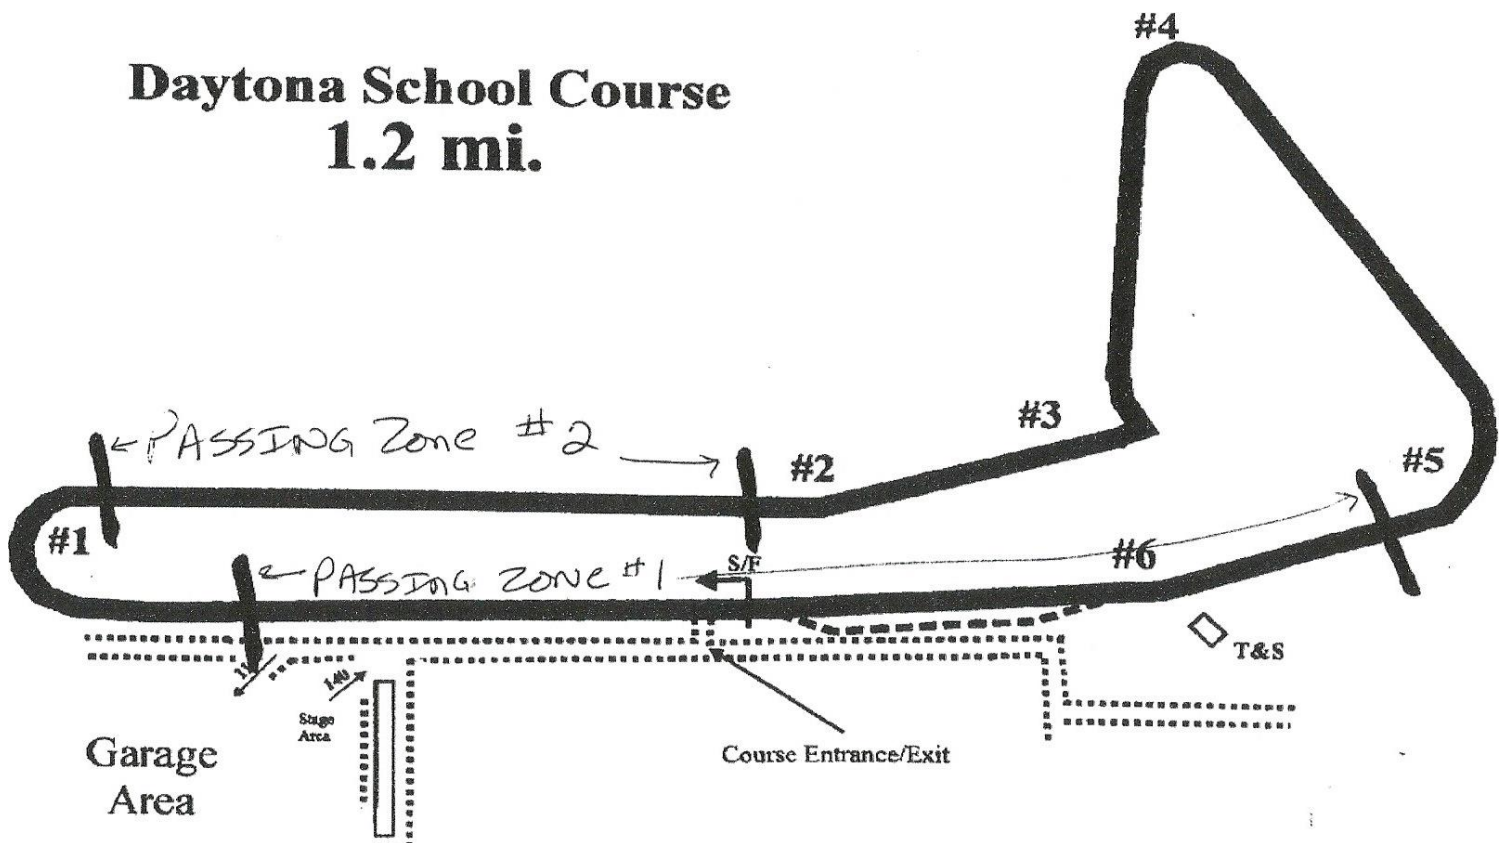 #4
Daytona School Course
1.2 mi.
#3
PASSING Zone #2
#2
#5
#1
S/F
#6
PASSING ZONE #1
T&S
140
Stage
Area
Garage
Area
Course Entrance/Exit